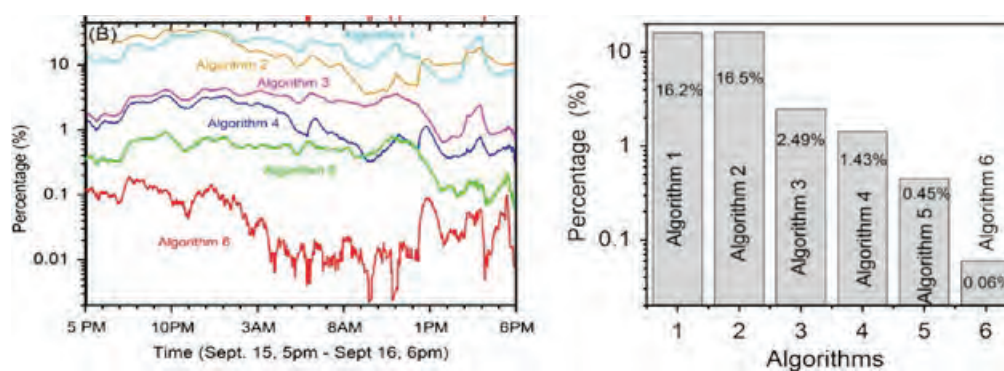 (B)
Percentage (%)
10
1
0.1
0.01
Algorithm 2
Algorithm 3
Algorithm 4
Algorithm 6
5 PM
10PM
3AM
8AM
1PM
6PM
Time (Sept. 15, 5pm - Sept 16, 6pm)
Percentage (%)
10
1
0.1
16.2%
16.5%
2.49%
1.43%
0.45%
0.06%
Algorithm 1
Algorithm 2
Algorithm 3
Algorithm 4
Algorithm 5
Algorithm 6
1
2
3
4
5
6
Algorithms